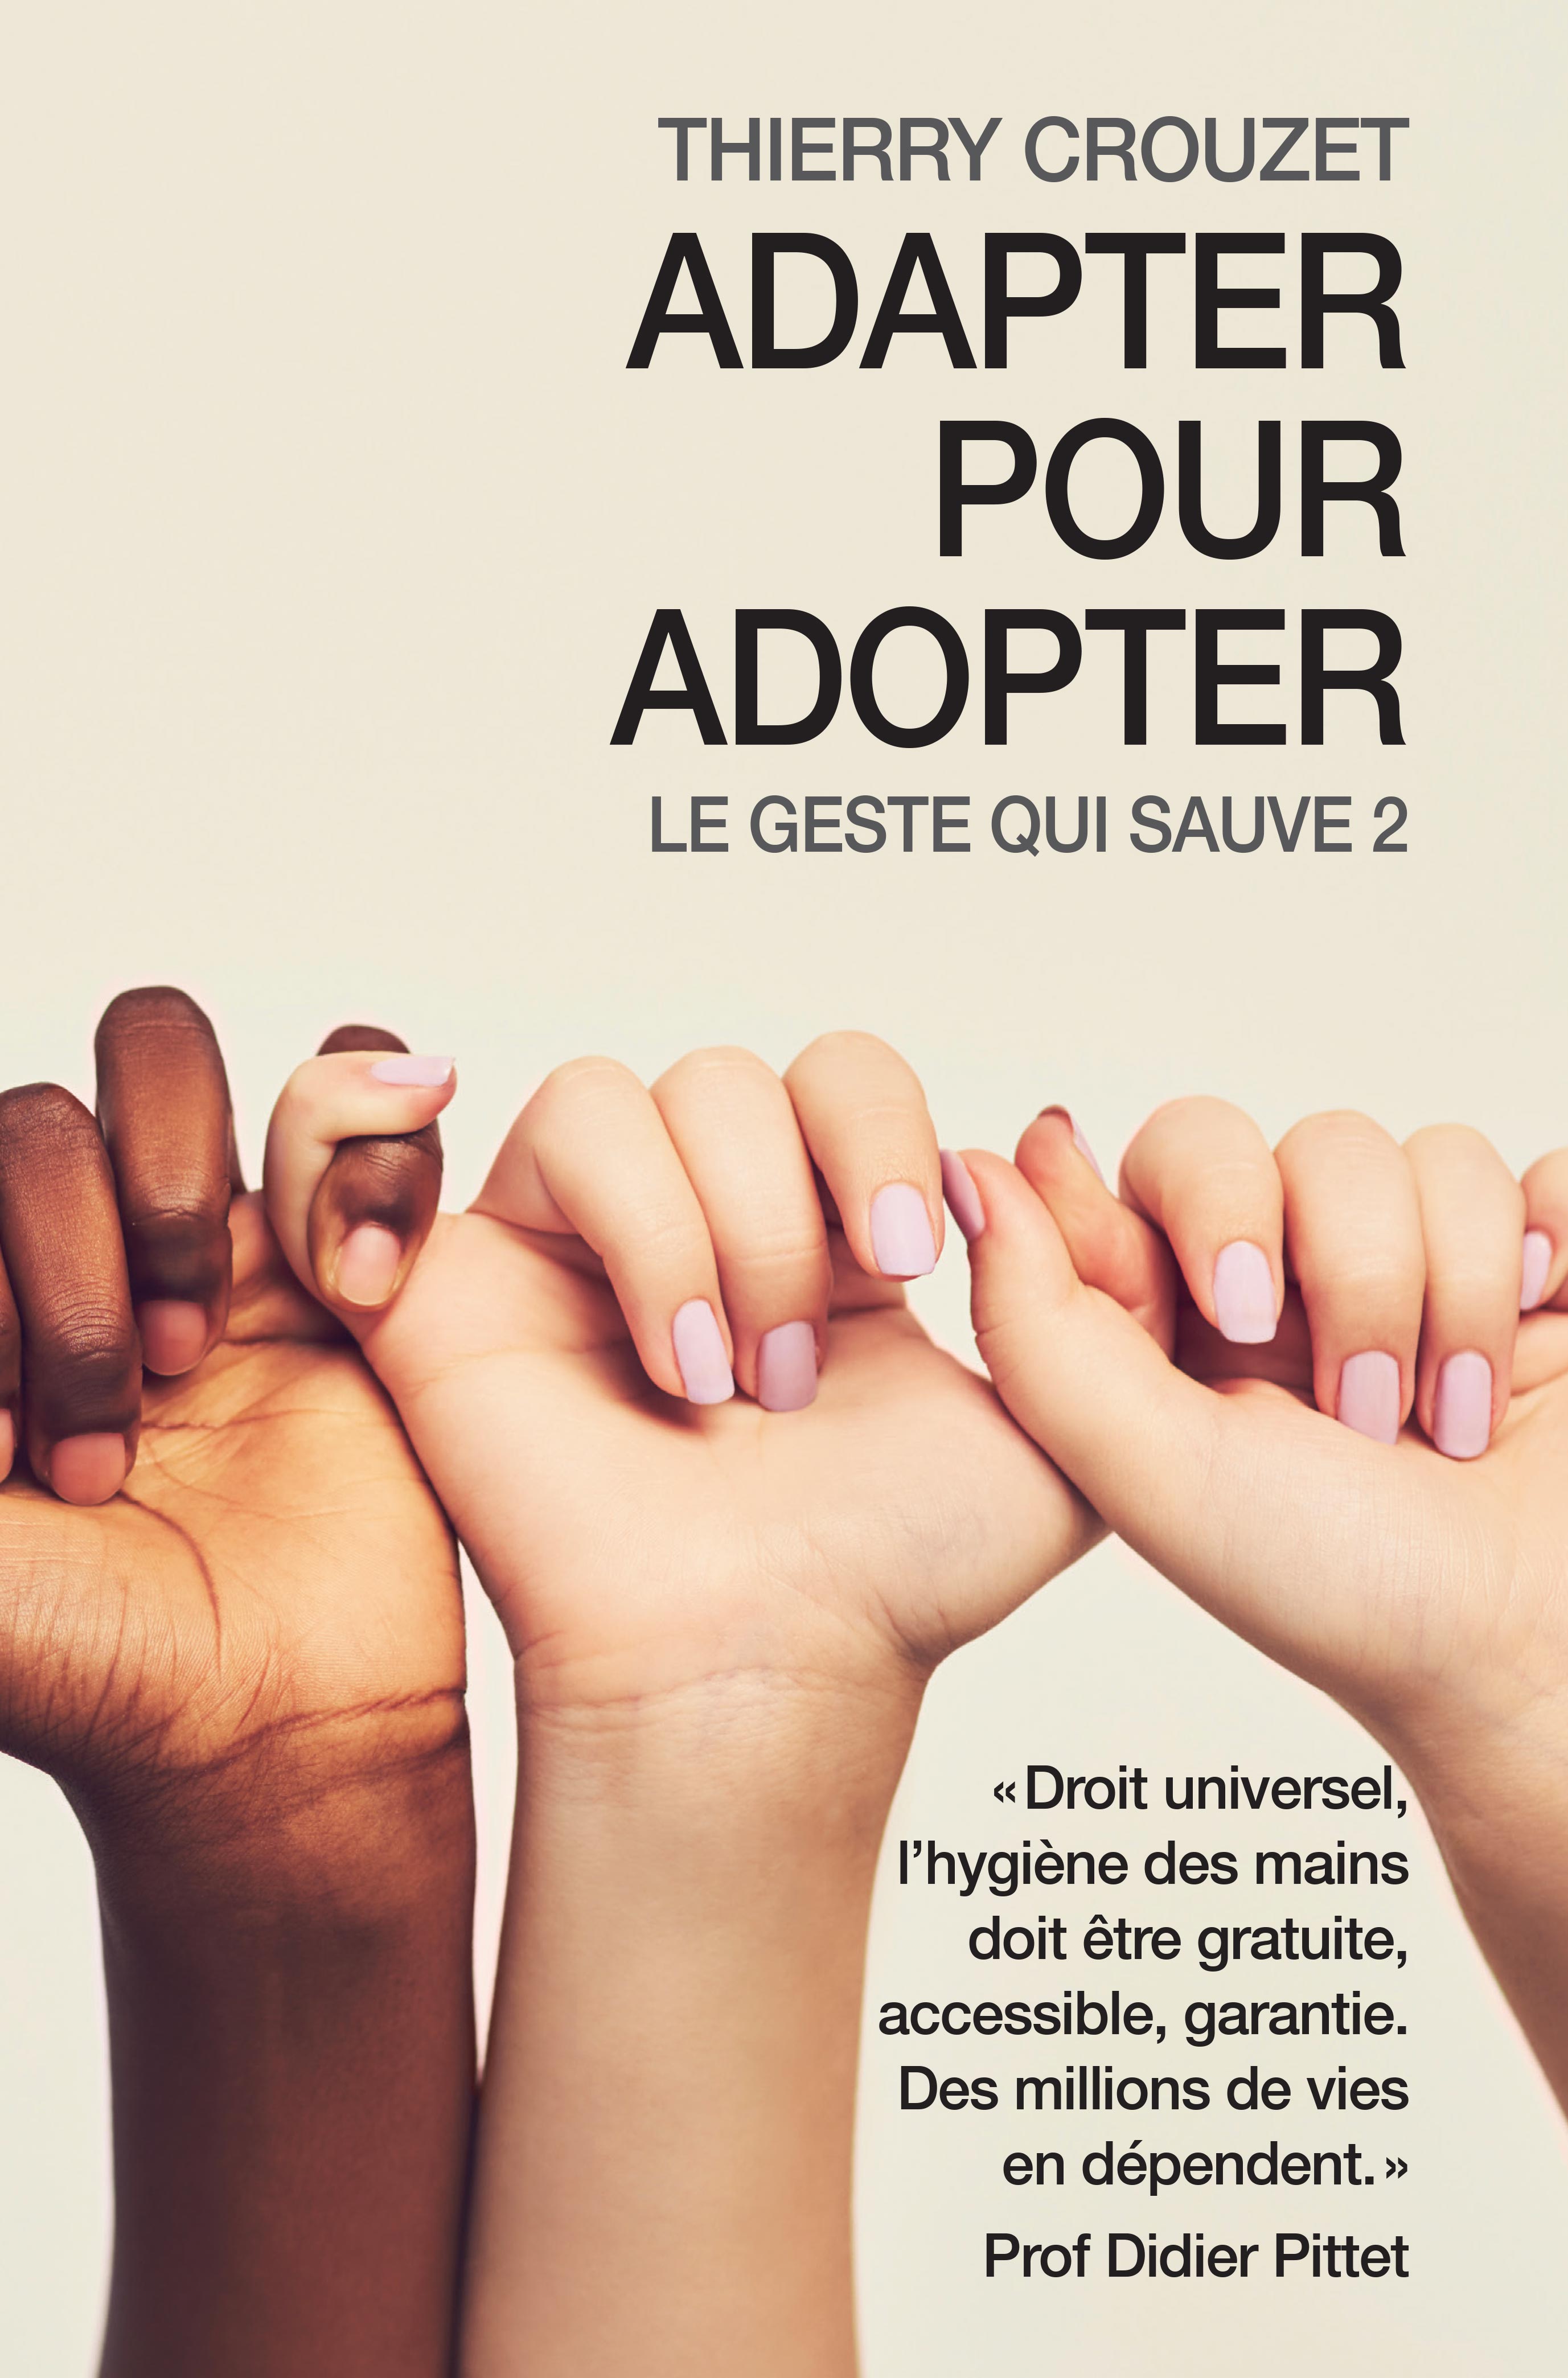 THIERRY CROUZET
ADAPTER
POUR
ADOPTER
LE GESTE QUI SAUVE 2
« Droit universel,
l’hygiène des mains
doit être gratuite,
accessible, garantie.
Des millions de vies
en dépendent. »
Prof Didier Pittet